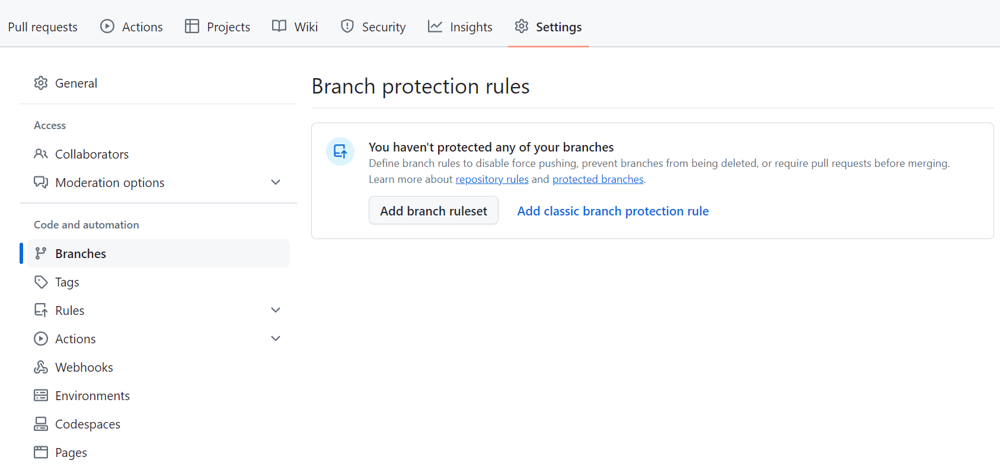 Pull requests Actions Projects Wiki Security Insights Settings
General
Access
Collaborators
Moderation options
Code and automation
Branches
Tags
Rules
Actions
Webhooks
Environments
Codespaces
Pages
Branch protection rules
You haven't protected any of your branches
Define branch rules to disable force pushing, prevent branches from being deleted, or require pull requests before merging.
Learn more about repository rules and protected branches.
Add branch ruleset Add classic branch protection rule